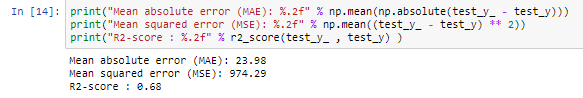 In [14]: print("Mean absolute error (MAE): %.2f" % np.mean(np.absolute(test_y_ - test_y)))
print("Mean squared error (MSE): %.2f" % np.mean((test_y_ - test_y) ** 2))
print("R2-score : %.2f" % r2_score(test_y_ , test_y) )
Mean absolute error (MAE): 23.98
Mean squared error (MSE): 974.29
R2-score : 0.68